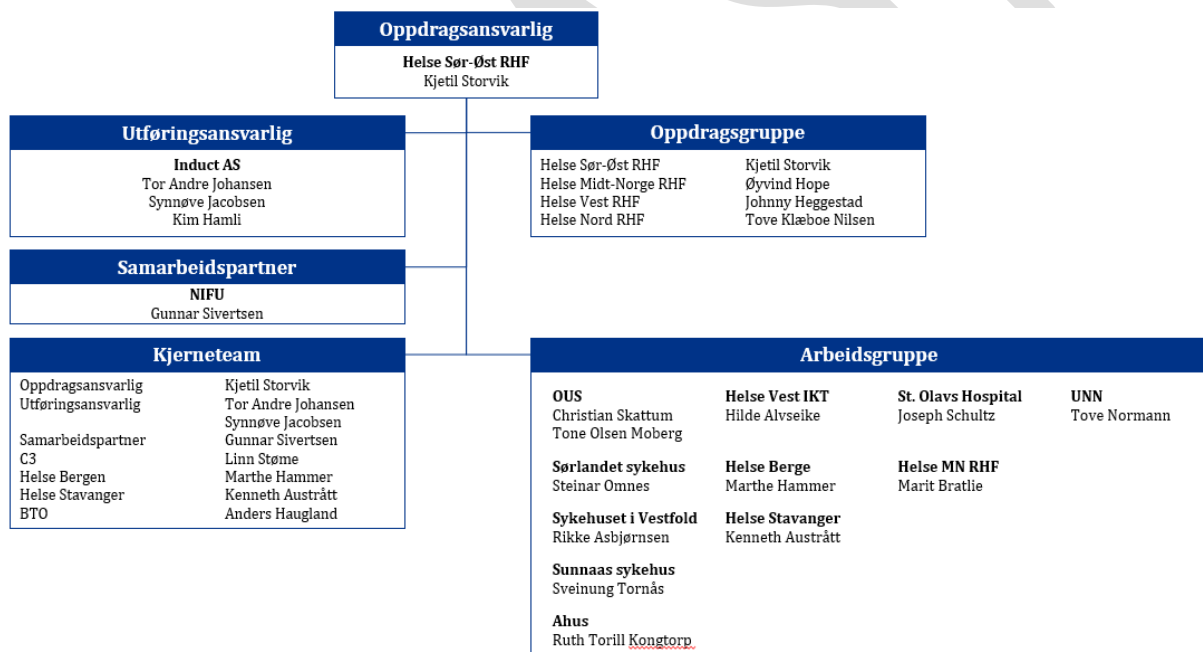 Oppdragsansvarlig
Helse Sør-Øst RHF
Kjetil Storvik
Utføringsansvarlig
Induct AS
Tor Andre Johansen
Synnøve Jacobsen
Kim Hamli
Oppdragsgruppe
Helse Sør-Øst RHF Kjetil Storvik
Helse Midt-Norge RHF Øyvind Hope
Helse Vest RHF Johnny Heggestad
Helse Nord RHF Tove Klæboe Nilsen
Samarbeidspartner
NIFU
Gunnar Sivertsen
Kjerneteam
Oppdragsansvarlig Kjetil Storvik
Utføringsansvarlig Tor Andre Johansen
Synnøve Jacobsen
Samarbeidspartner Gunnar Sivertsen
C3 Linn Støme
Helse Bergen Marthe Hammer
Helse Stavanger Kenneth Austrått
BTO Anders Haugland
Arbeidsgruppe
OUS Helse Vest IKT St. Olavs Hospital UNN
Christian Skattum Hilde Alvseike Joseph Schultz Tove Normann
Tone Olsen Moberg
Sørlandet sykehus Helse Berge Helse MN RHF
Steinar Omnes Marthe Hammer Marit Bratlie
Sykehuset i Vestfold Helse Stavanger
Rikke Asbjørnsen Kenneth Austrått
Sunnaas sykehus
Sveinung Tornås
Ahus
Ruth Torill Kongtorp